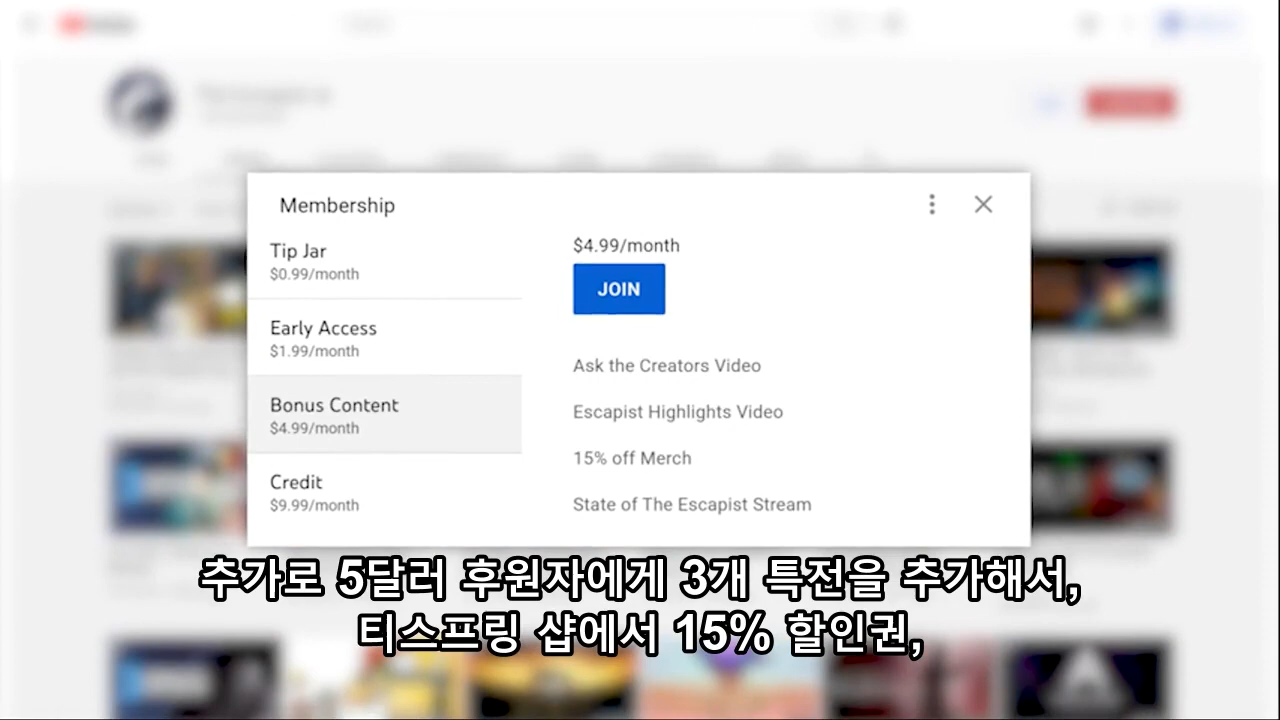 Membership
Tip Jar
$0.99/month
Early Access
$1.99/month
Bonus Content
$4.99/month
Credit
$9.99/month
$4.99/month
JOIN
Ask the Creators Video
Escapist Highlights Video
15% off Merch
State of The Escapist Stream
추가로 5달러 후원자에게 3개 특전을 추가해서,
티스프링 샵에서 15% 할인권,